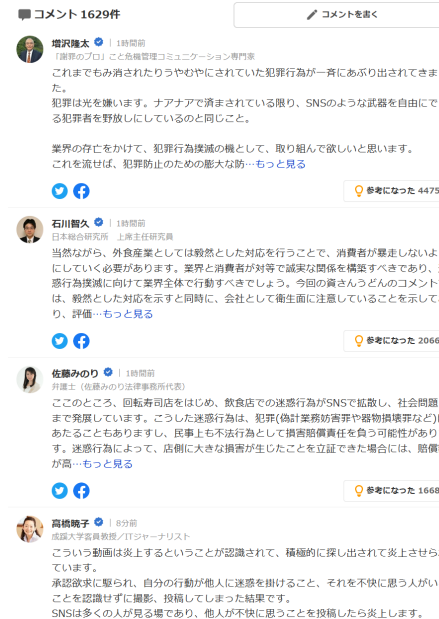 コメント 1629件
コメントを書く
増沢隆太 1時間前
「謝罪のプロ」こと危機管理コミュニケーション専門家
これまでもみ消されたりうやむやにされていた犯罪行為が一斉にあぶり出されてきまし
た。
犯罪は光を嫌います。ナアナアで済まされている限り、SNSのような武器を自由にで
る犯罪者を野放しにしているのと同じこと。
業界の存亡をかけて、犯罪行為撲滅の機として、取り組んで欲しいと思います。
これを流せば、犯罪防止のための膨大な防…もっと見る
参考になった 4475
石川智久 1時間前
日本総合研究所 上席主任研究員
当然ながら、外食産業としては毅然とした対応を行うことで、消費者が暴走しないよ
にしていく必要があります。業界と消費者が対等で誠実な関係を構築すべきであり、
惑行為撲滅に向けて業界全体で行動すべきでしょう。今回の資さんうどんのコメント
は、毅然とした対応を示すと同時に、会社として衛生面に注意していることを示して
り、評価…もっと見る
参考になった 2066
佐藤みのり 1時間前
弁護士（佐藤みのり法律事務所代表）
ここのところ、回転寿司店をはじめ、飲食店での迷惑行為がSNSで拡散し、社会問題
まで発展しています。こうした迷惑行為は、犯罪(偽計業務妨害罪や器物損壊罪など)に
あたることもありますし、民事上も不法行為として損害賠償責任を負う可能性があり
す。迷惑行為によって、店側に大きな損害が生じたことを立証できた場合には、賠償
が高…もっと見る
参考になった 1668
高橋暁子 8分前
成蹊大学客員教授／ITジャーナリスト
こういう動画は炎上するということが認識されて、積極的に探し出されて炎上させら
ています。
承認欲求に駆られ、自分の行動が他人に迷惑を掛けること、それを不快に思う人がい
ことを認識せずに撮影、投稿してしまった結果です。
SNSは多くの人が見る場であり、他人が不快に思うことを投稿したら炎上します。